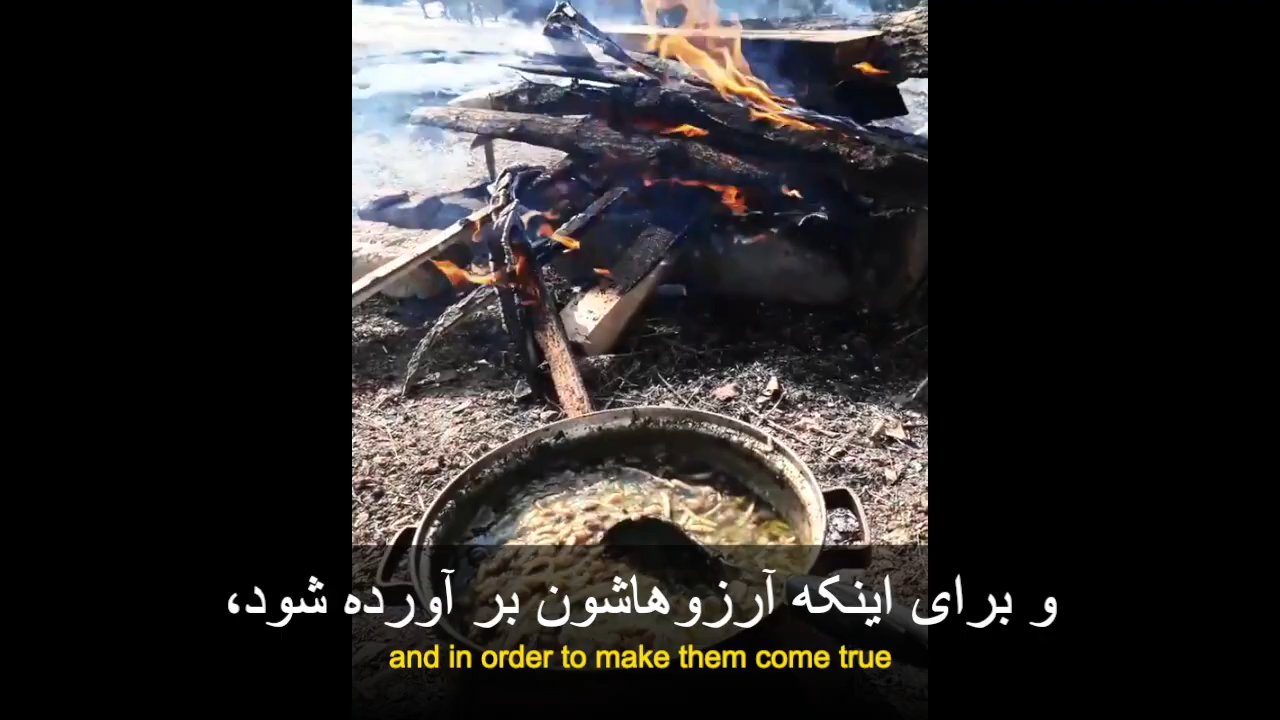 و برای اینکه آرزوهاشون بر آورده شود،
and in order to make them come true